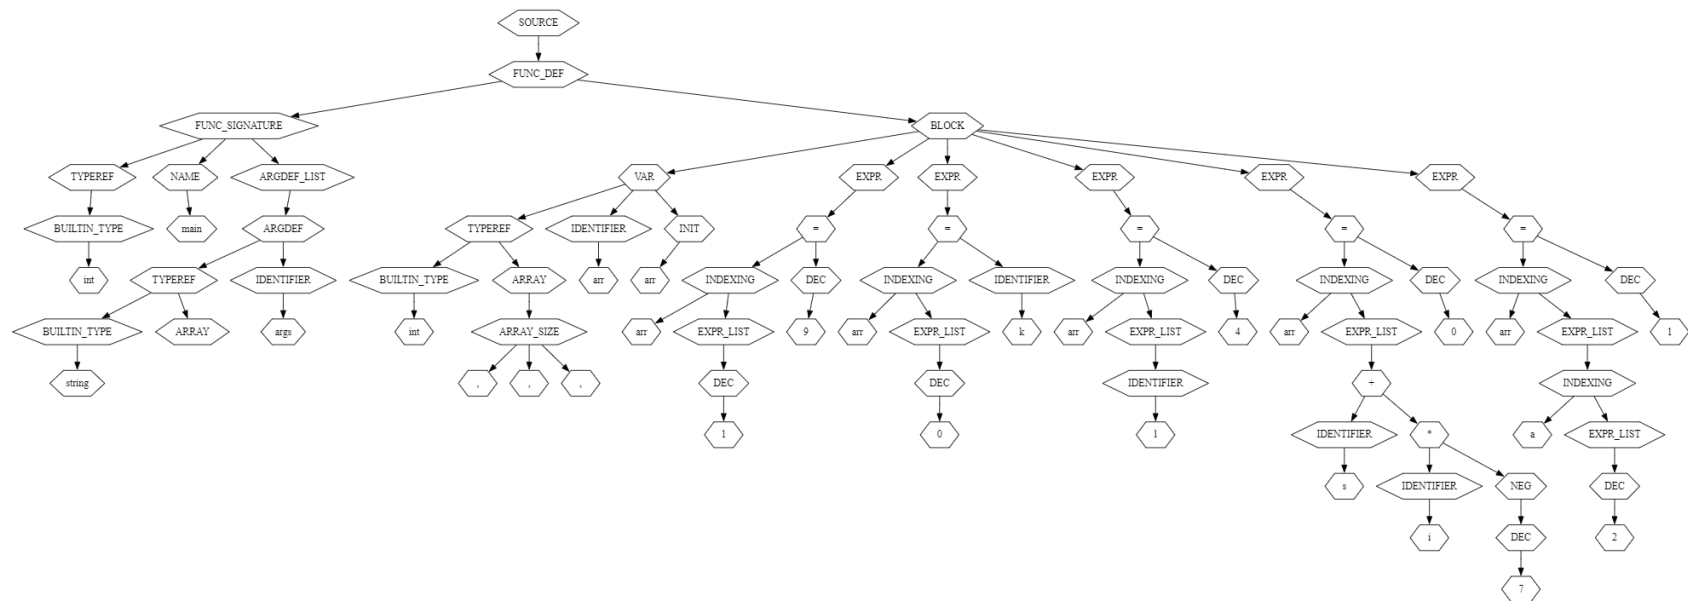 SOURCE
FUNC_DEF
FUNC_SIGNATURE BLOCK
TYPEREF NAME ARGDEF_LIST VAR EXPR EXPR EXPR EXPR EXPR
BUILTIN_TYPE main ARGDEF TYPEREF IDENTIFIER INIT = = = = =
int TYPEREF IDENTIFIER BUILTIN_TYPE ARRAY arr arr INDEXING DEC INDEXING IDENTIFIER INDEXING DEC INDEXING DEC INDEXING DEC
BUILTIN_TYPE ARRAY args int ARRAY_SIZE arr EXPR_LIST 9 arr EXPR_LIST k arr EXPR_LIST 4 arr EXPR_LIST 0 arr EXPR_LIST 1
string , , , DEC DEC IDENTIFIER + INDEXING
1 0 l IDENTIFIER * a EXPR_LIST
s IDENTIFIER NEG DEC
i DEC 2
7